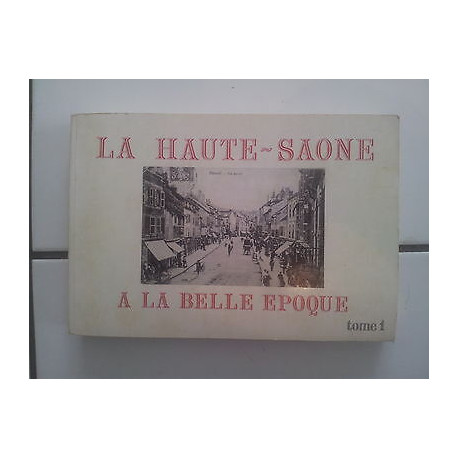 LA HAUTE~SAONE
A LA BELLE EPOQUE
tome 1